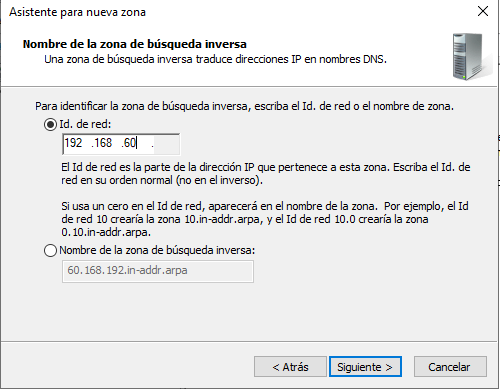 Asistente para nueva zona
Nombre de la zona de búsqueda inversa
Una zona de búsqueda inversa traduce direcciones IP en nombres DNS.
Para identificar la zona de búsqueda inversa, escriba el Id. de red o el nombre de zona.
Id. de red:
192 .168 .60 .
El Id de red es la parte de la dirección IP que pertenece a esta zona. Escriba el Id. de
red en su orden normal (no en el inverso).
Si usa un cero en el Id de red, aparecerá en el nombre de la zona. Por ejemplo, el Id
de red 10 crearía la zona 10.in-addr.arpa, y el Id de red 10.0 crearía la zona
0.10.in-addr.arpa.
Nombre de la zona de búsqueda inversa:
60.168.192.in-addr.arpa
< Atrás
Siguiente >
Cancelar